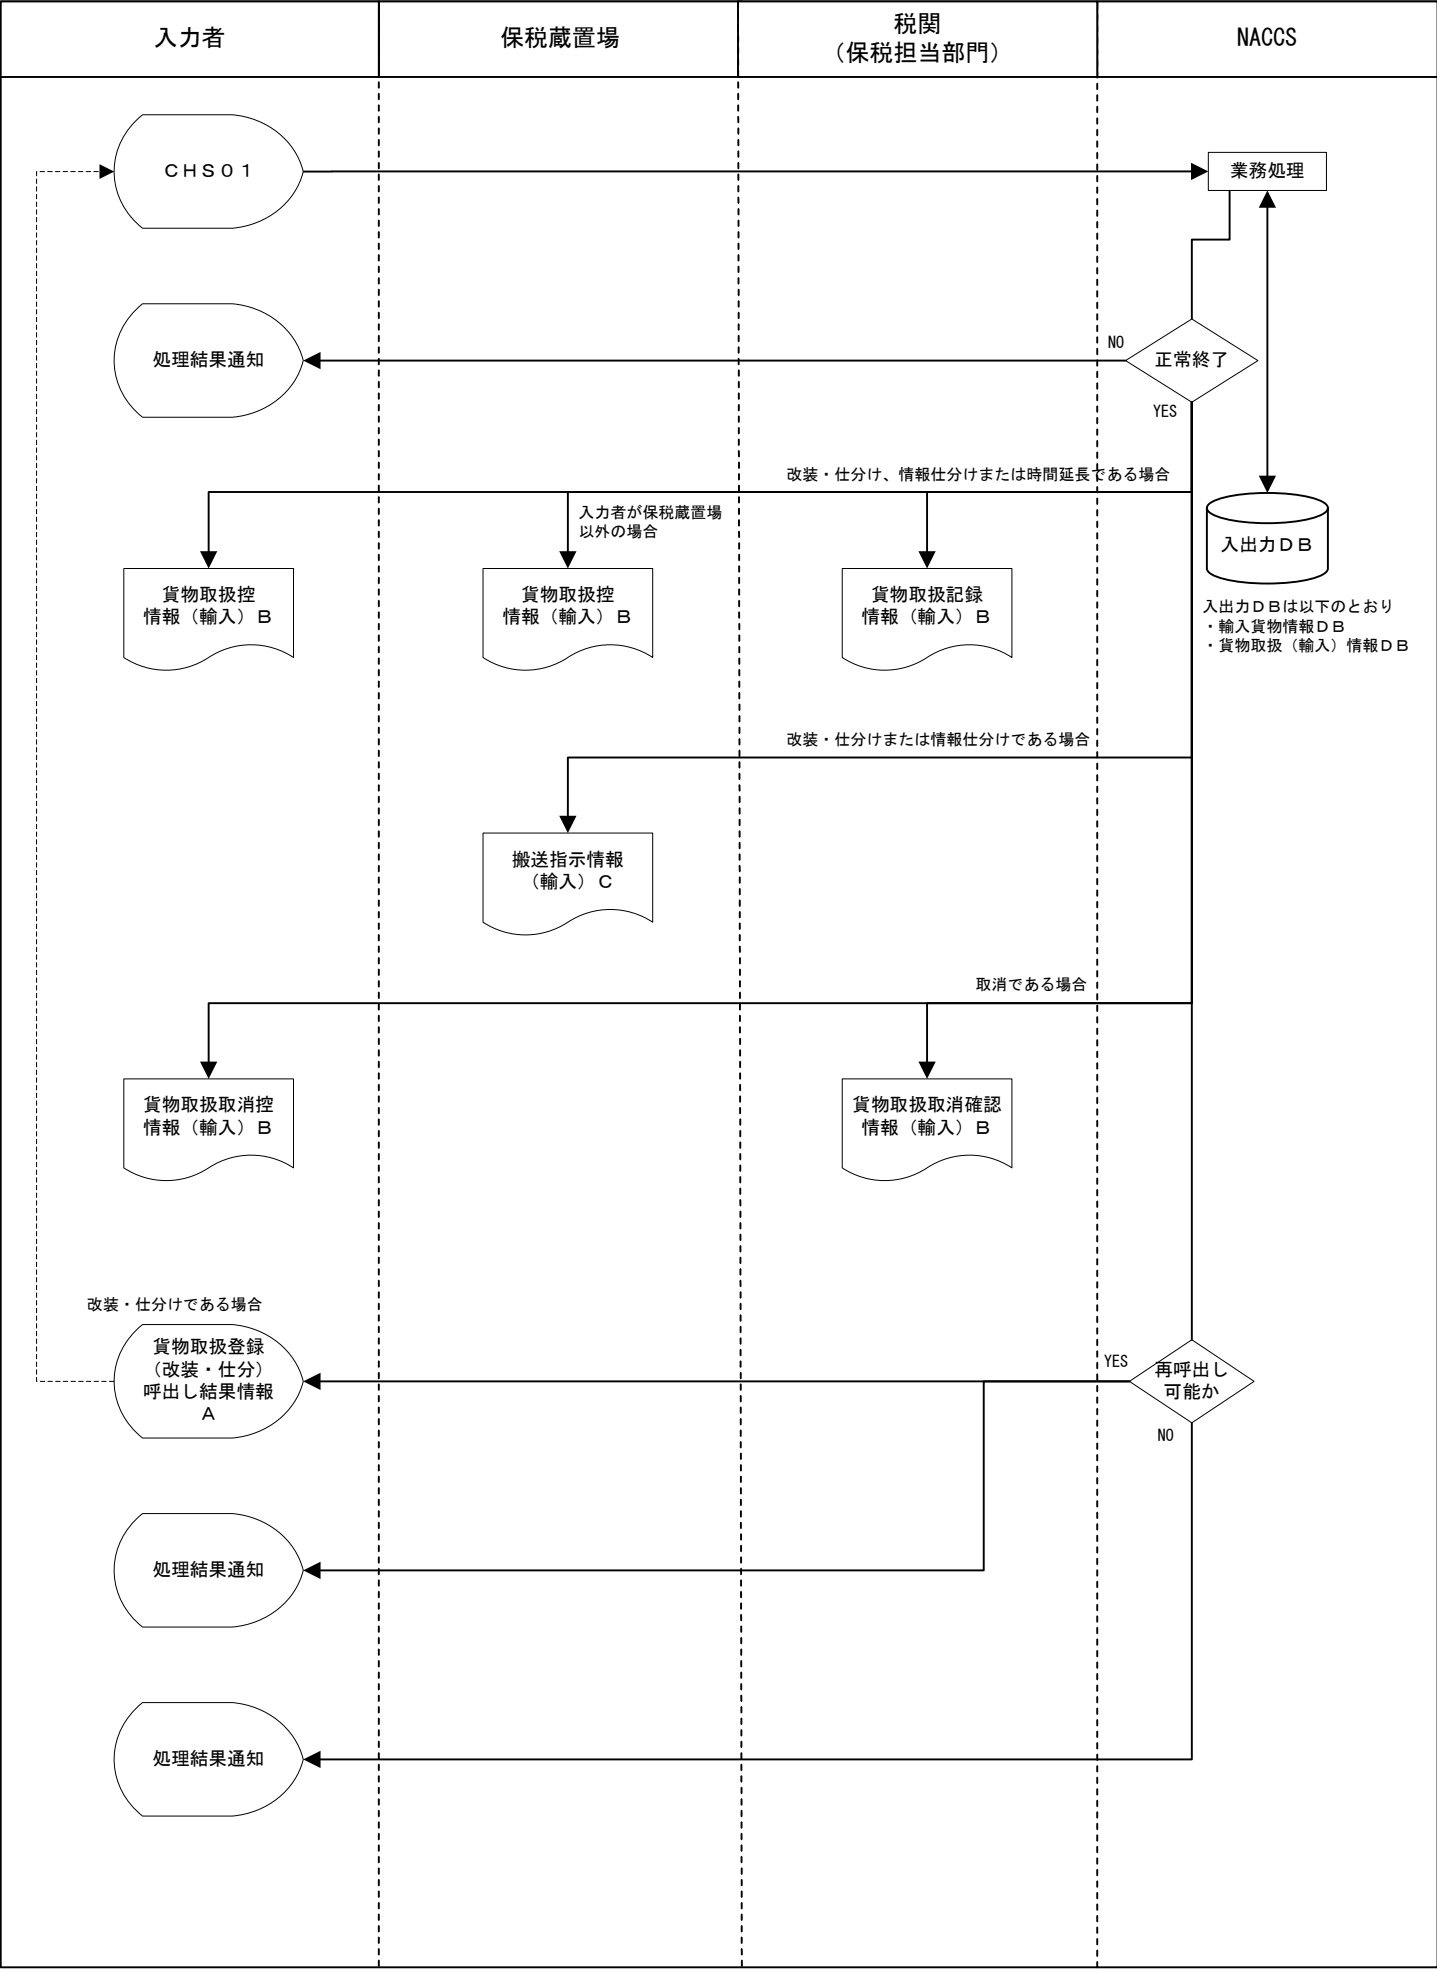 入力者
保税蔵置場
税関
（保税担当部門）
NACCS
ＣＨＳ０１
業務処理
処理結果通知
NO
正常終了
YES
改装・仕分け、情報仕分けまたは時間延長である場合
入力者が保税蔵置場
以外の場合
入出力ＤＢ
貨物取扱控
情報（輸入）Ｂ
貨物取扱控
情報（輸入）Ｂ
貨物取扱記録
情報（輸入）Ｂ
入出力ＤＢは以下のとおり
・輸入貨物情報ＤＢ
・貨物取扱（輸入）情報ＤＢ
改装・仕分けまたは情報仕分けである場合
搬送指示情報
（輸入）Ｃ
取消である場合
貨物取扱取消控
情報（輸入）Ｂ
貨物取扱取消確認
情報（輸入）Ｂ
改装・仕分けである場合
貨物取扱登録
（改装・仕分）
呼出し結果情報
Ａ
YES
再呼出し
可能か
NO
処理結果通知
処理結果通知